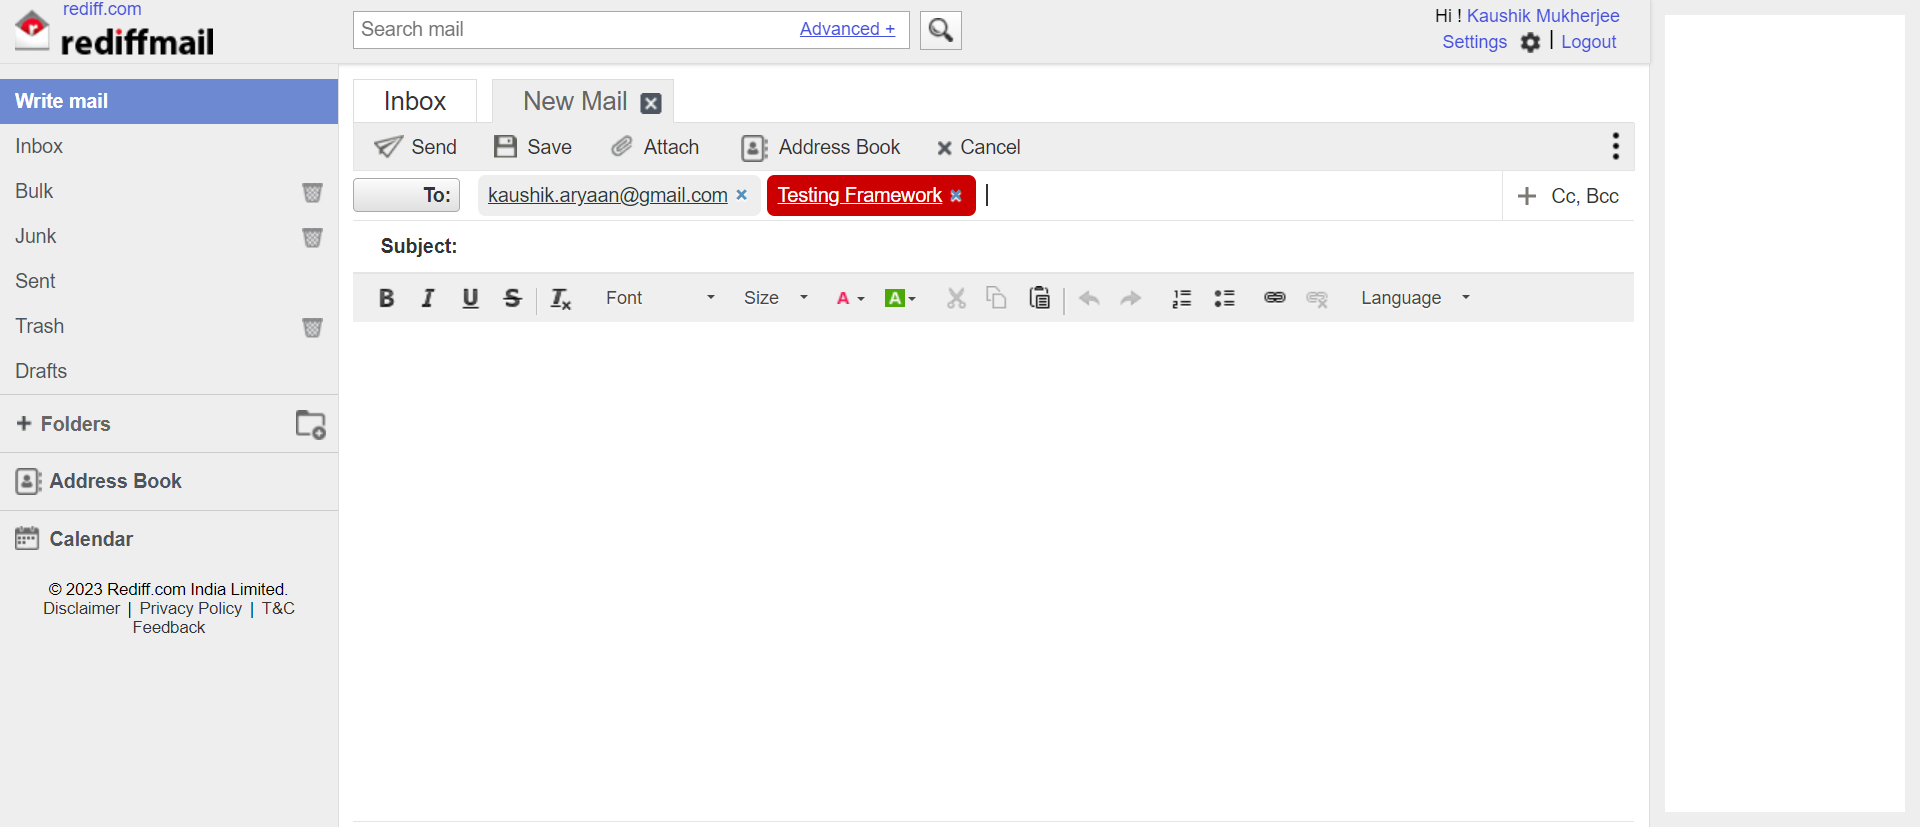 rediff.com
rediffmail
Search mail Advanced +
Hi ! Kaushik Mukherjee
Settings | Logout
Write mail
Inbox
Bulk
Junk
Sent
Trash
Drafts
+ Folders
Address Book
Calendar
© 2023 Rediff.com India Limited.
Disclaimer | Privacy Policy | T&C
Feedback
Inbox New Mail
Send Save Attach Address Book Cancel
To: kaushik.aryaan@gmail.com × Testing Framework × + Cc, Bcc
Subject:
B I U S Tx Font Size A A Language